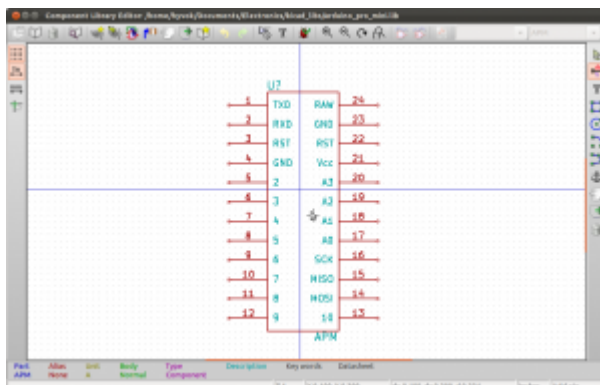 Component Library Editor: /home/hyvok/Documents/Electronics/kicad_libs/arduino_pro_mini.lib
U?
1 TXD RAW 24
2 RXD GND 23
3 RST RST 22
4 GND Vcc 21
5 2 A3 20
6 3 A2 19
7 4 A1 18
8 5 A0 17
9 6 SCK 16
10 7 MISO 15
11 8 MOSI 14
12 9 10 13
APM
Part Alias Unit Body Type Description Key words Datasheet
APM None A Normal Component